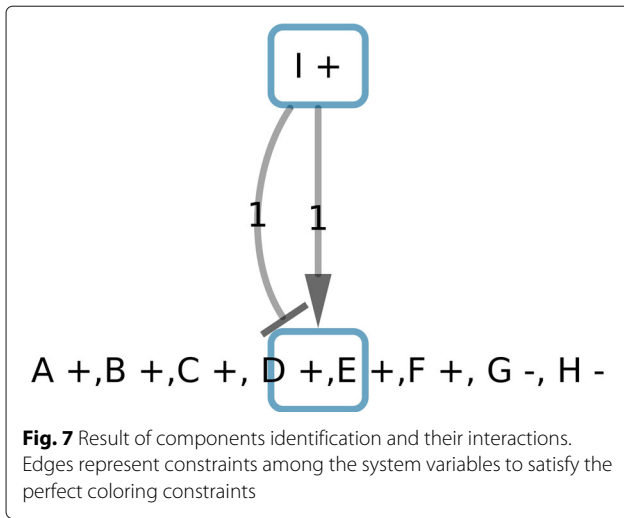 I +
1 1
A +,B +,C +, D +,E +,F +, G -, H -
Fig. 7 Result of components identification and their interactions.
Edges represent constraints among the system variables to satisfy the
perfect coloring constraints